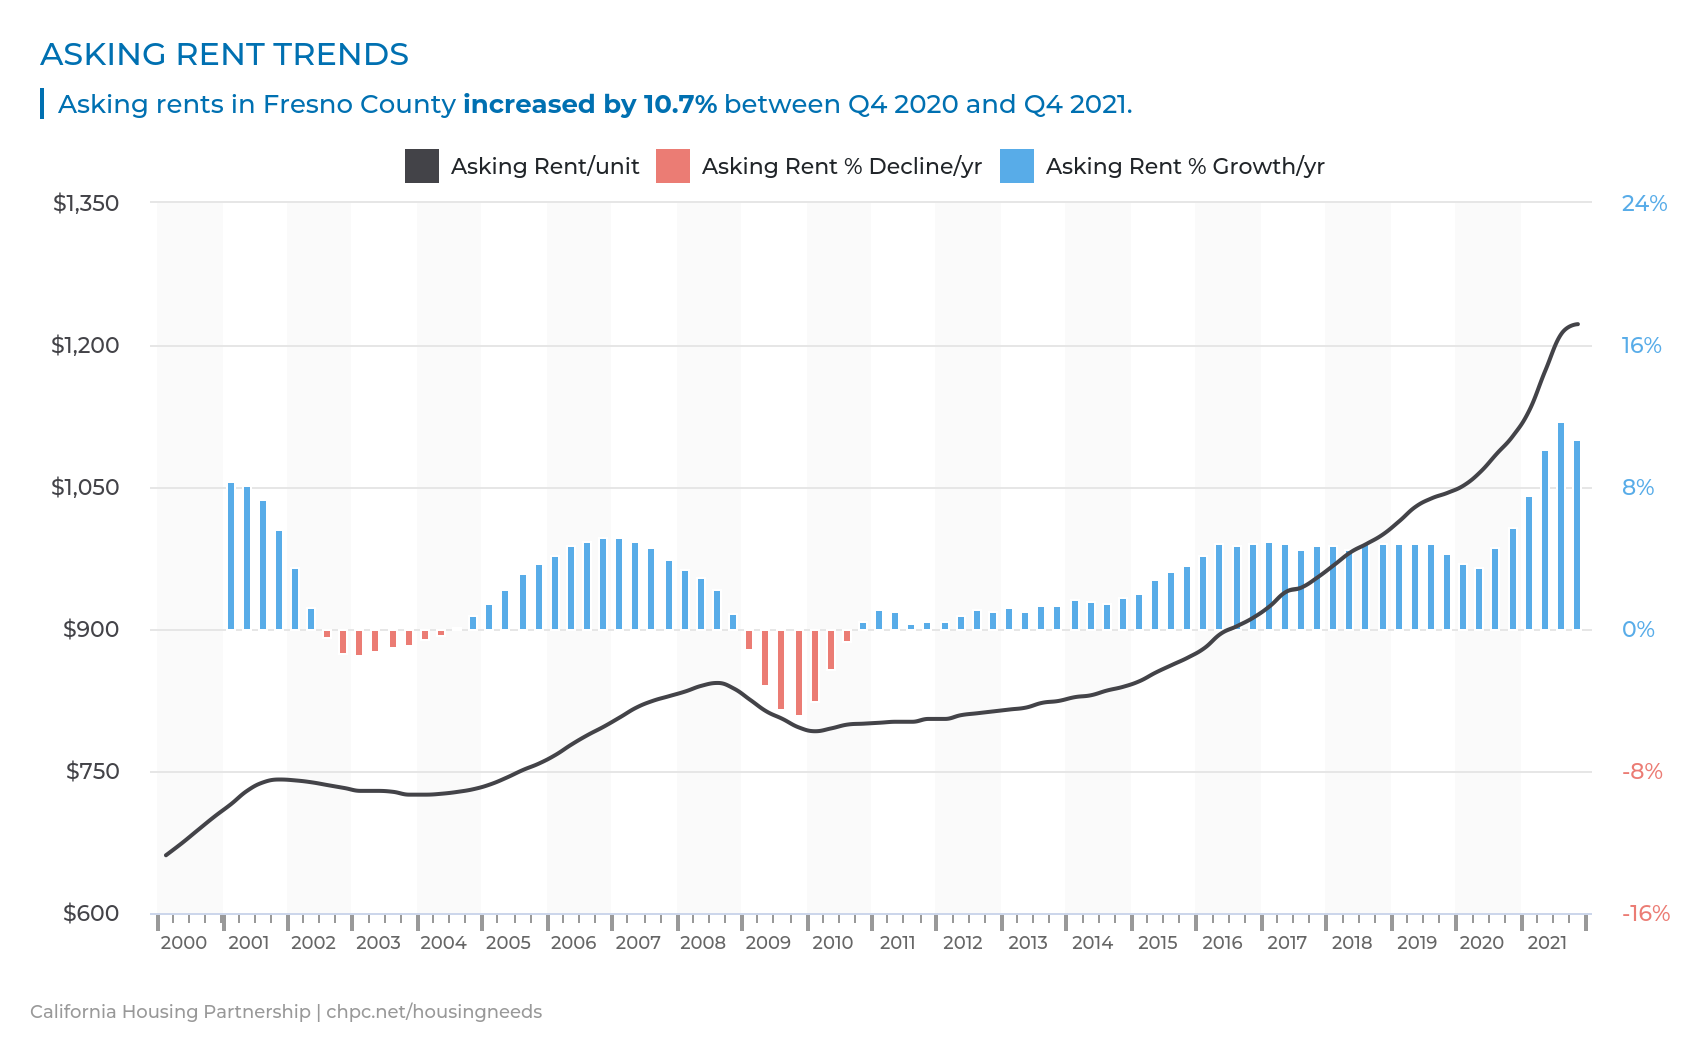 ASKING RENT TRENDS
Asking rents in Fresno County increased by 10.7% between Q4 2020 and Q4 2021.
Asking Rent/unit Asking Rent % Decline/yr Asking Rent % Growth/yr
$1,350 24%
$1,200 16%
$1,050 8%
$900 0%
$750 -8%
$600 -16%
2000 2001 2002 2003 2004 2005 2006 2007 2008 2009 2010 2011 2012 2013 2014 2015 2016 2017 2018 2019 2020 2021
California Housing Partnership | chpc.net/housingneeds